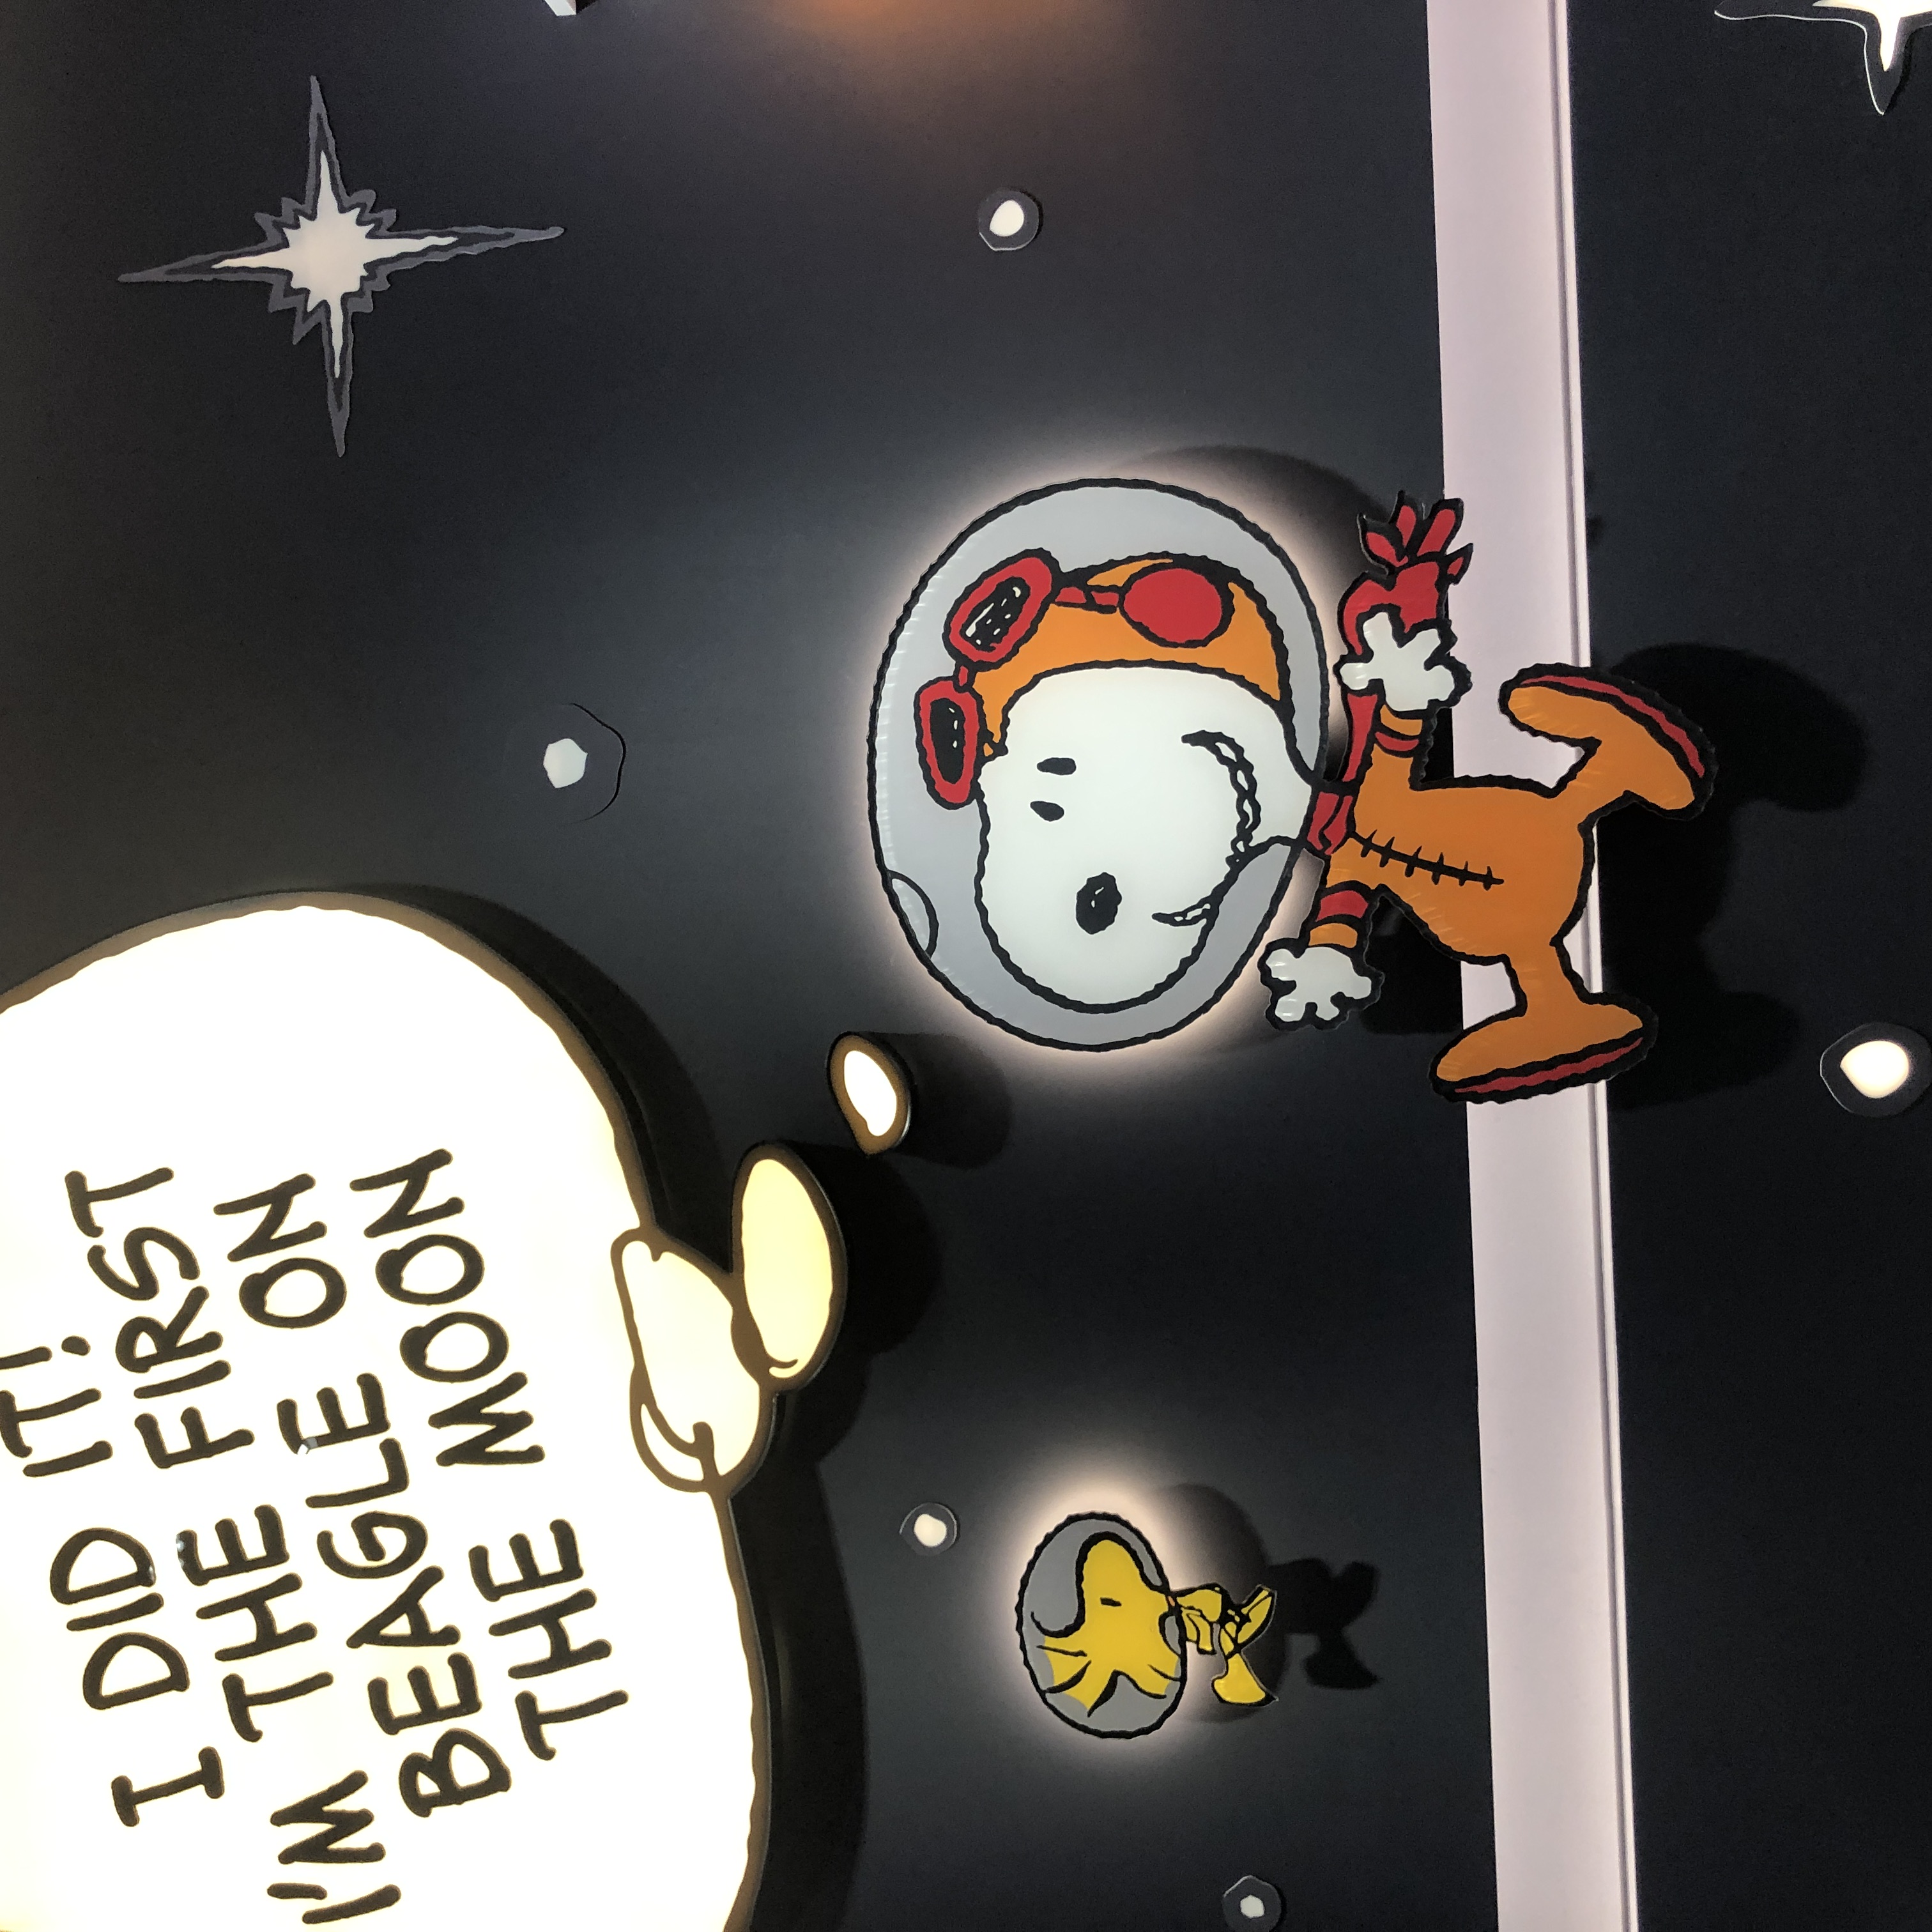 I DID IT!
I'M THE FIRST
BEAGLE ON
THE MOON